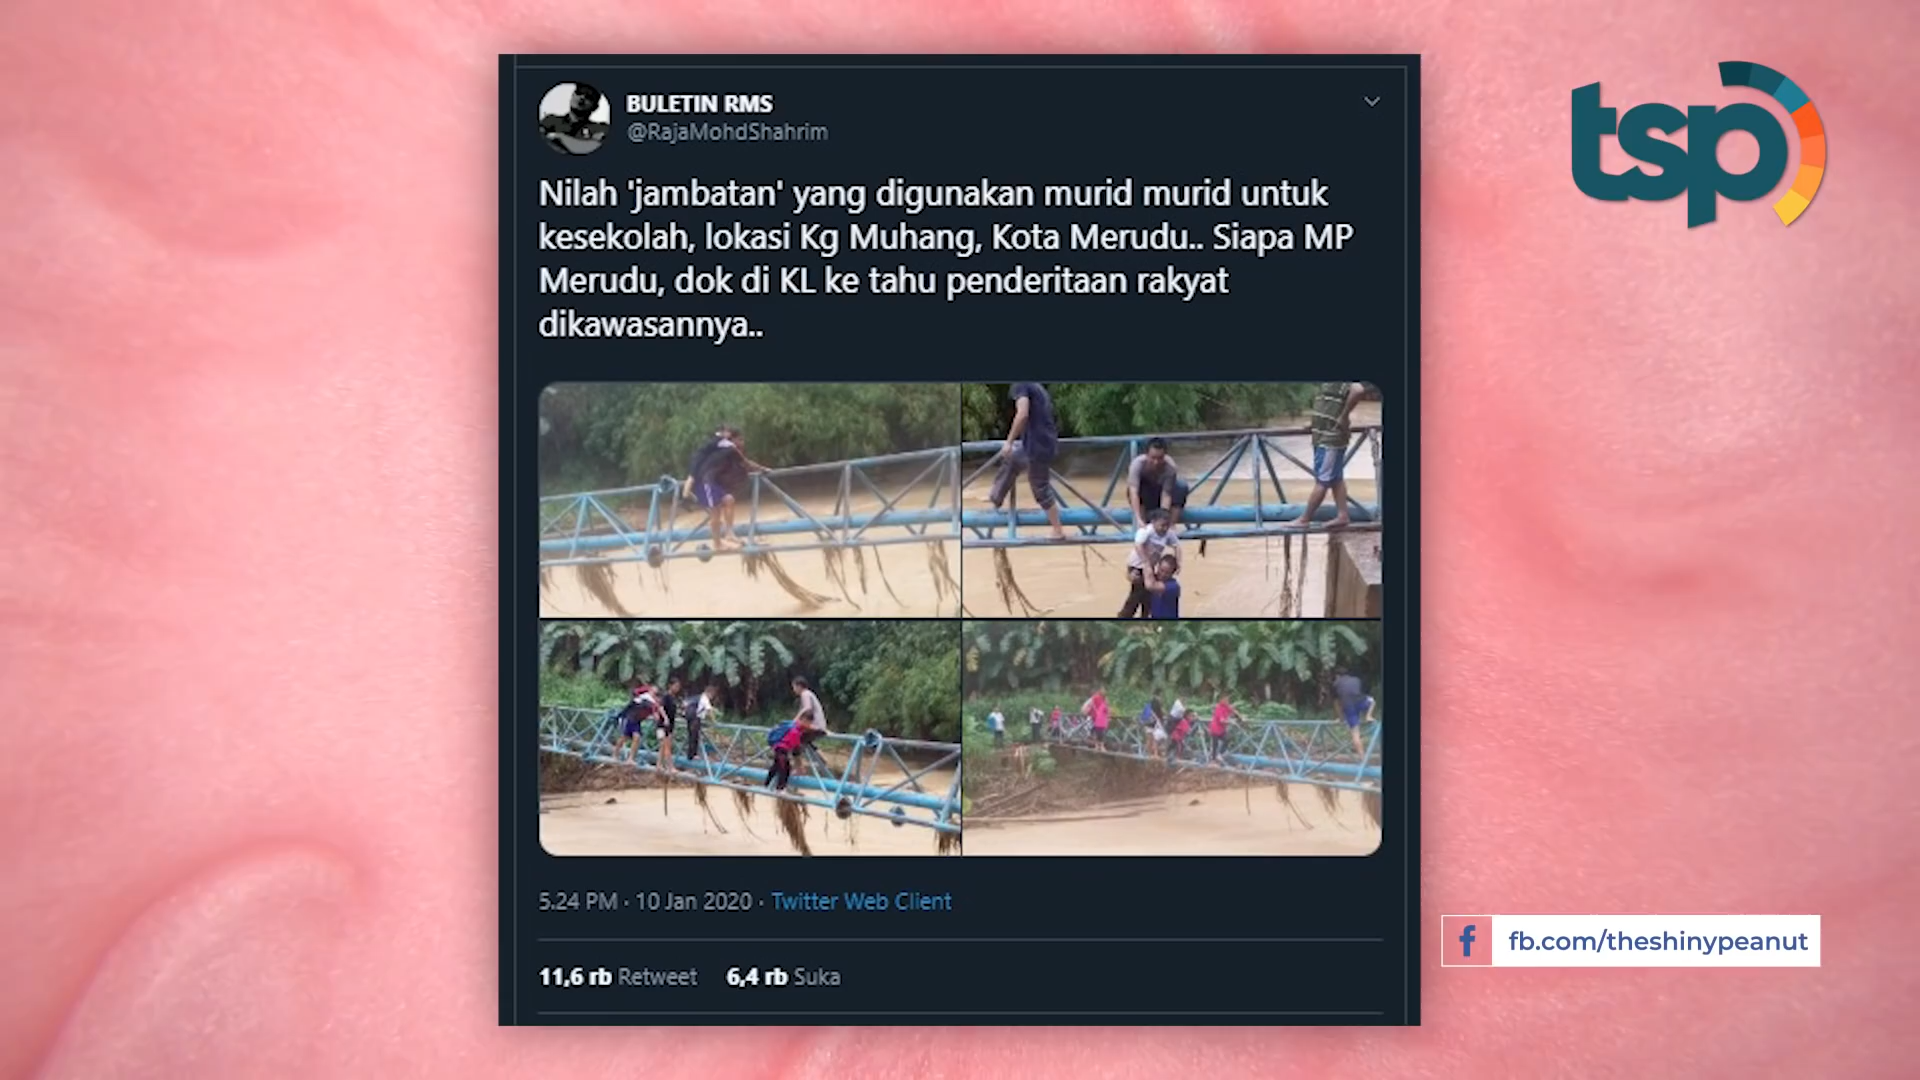 BULETIN RMS
@RajaMohdShahrim
Nilah 'jambatan' yang digunakan murid murid untuk
kesekolah, lokasi Kg Muhang, Kota Merudu.. Siapa MP
Merudu, dok di KL ke tahu penderitaan rakyat
dikawasannya..
5.24 PM · 10 Jan 2020 · Twitter Web Client
11,6 rb Retweet 6,4 rb Suka
tsp
f fb.com/theshinypeanut